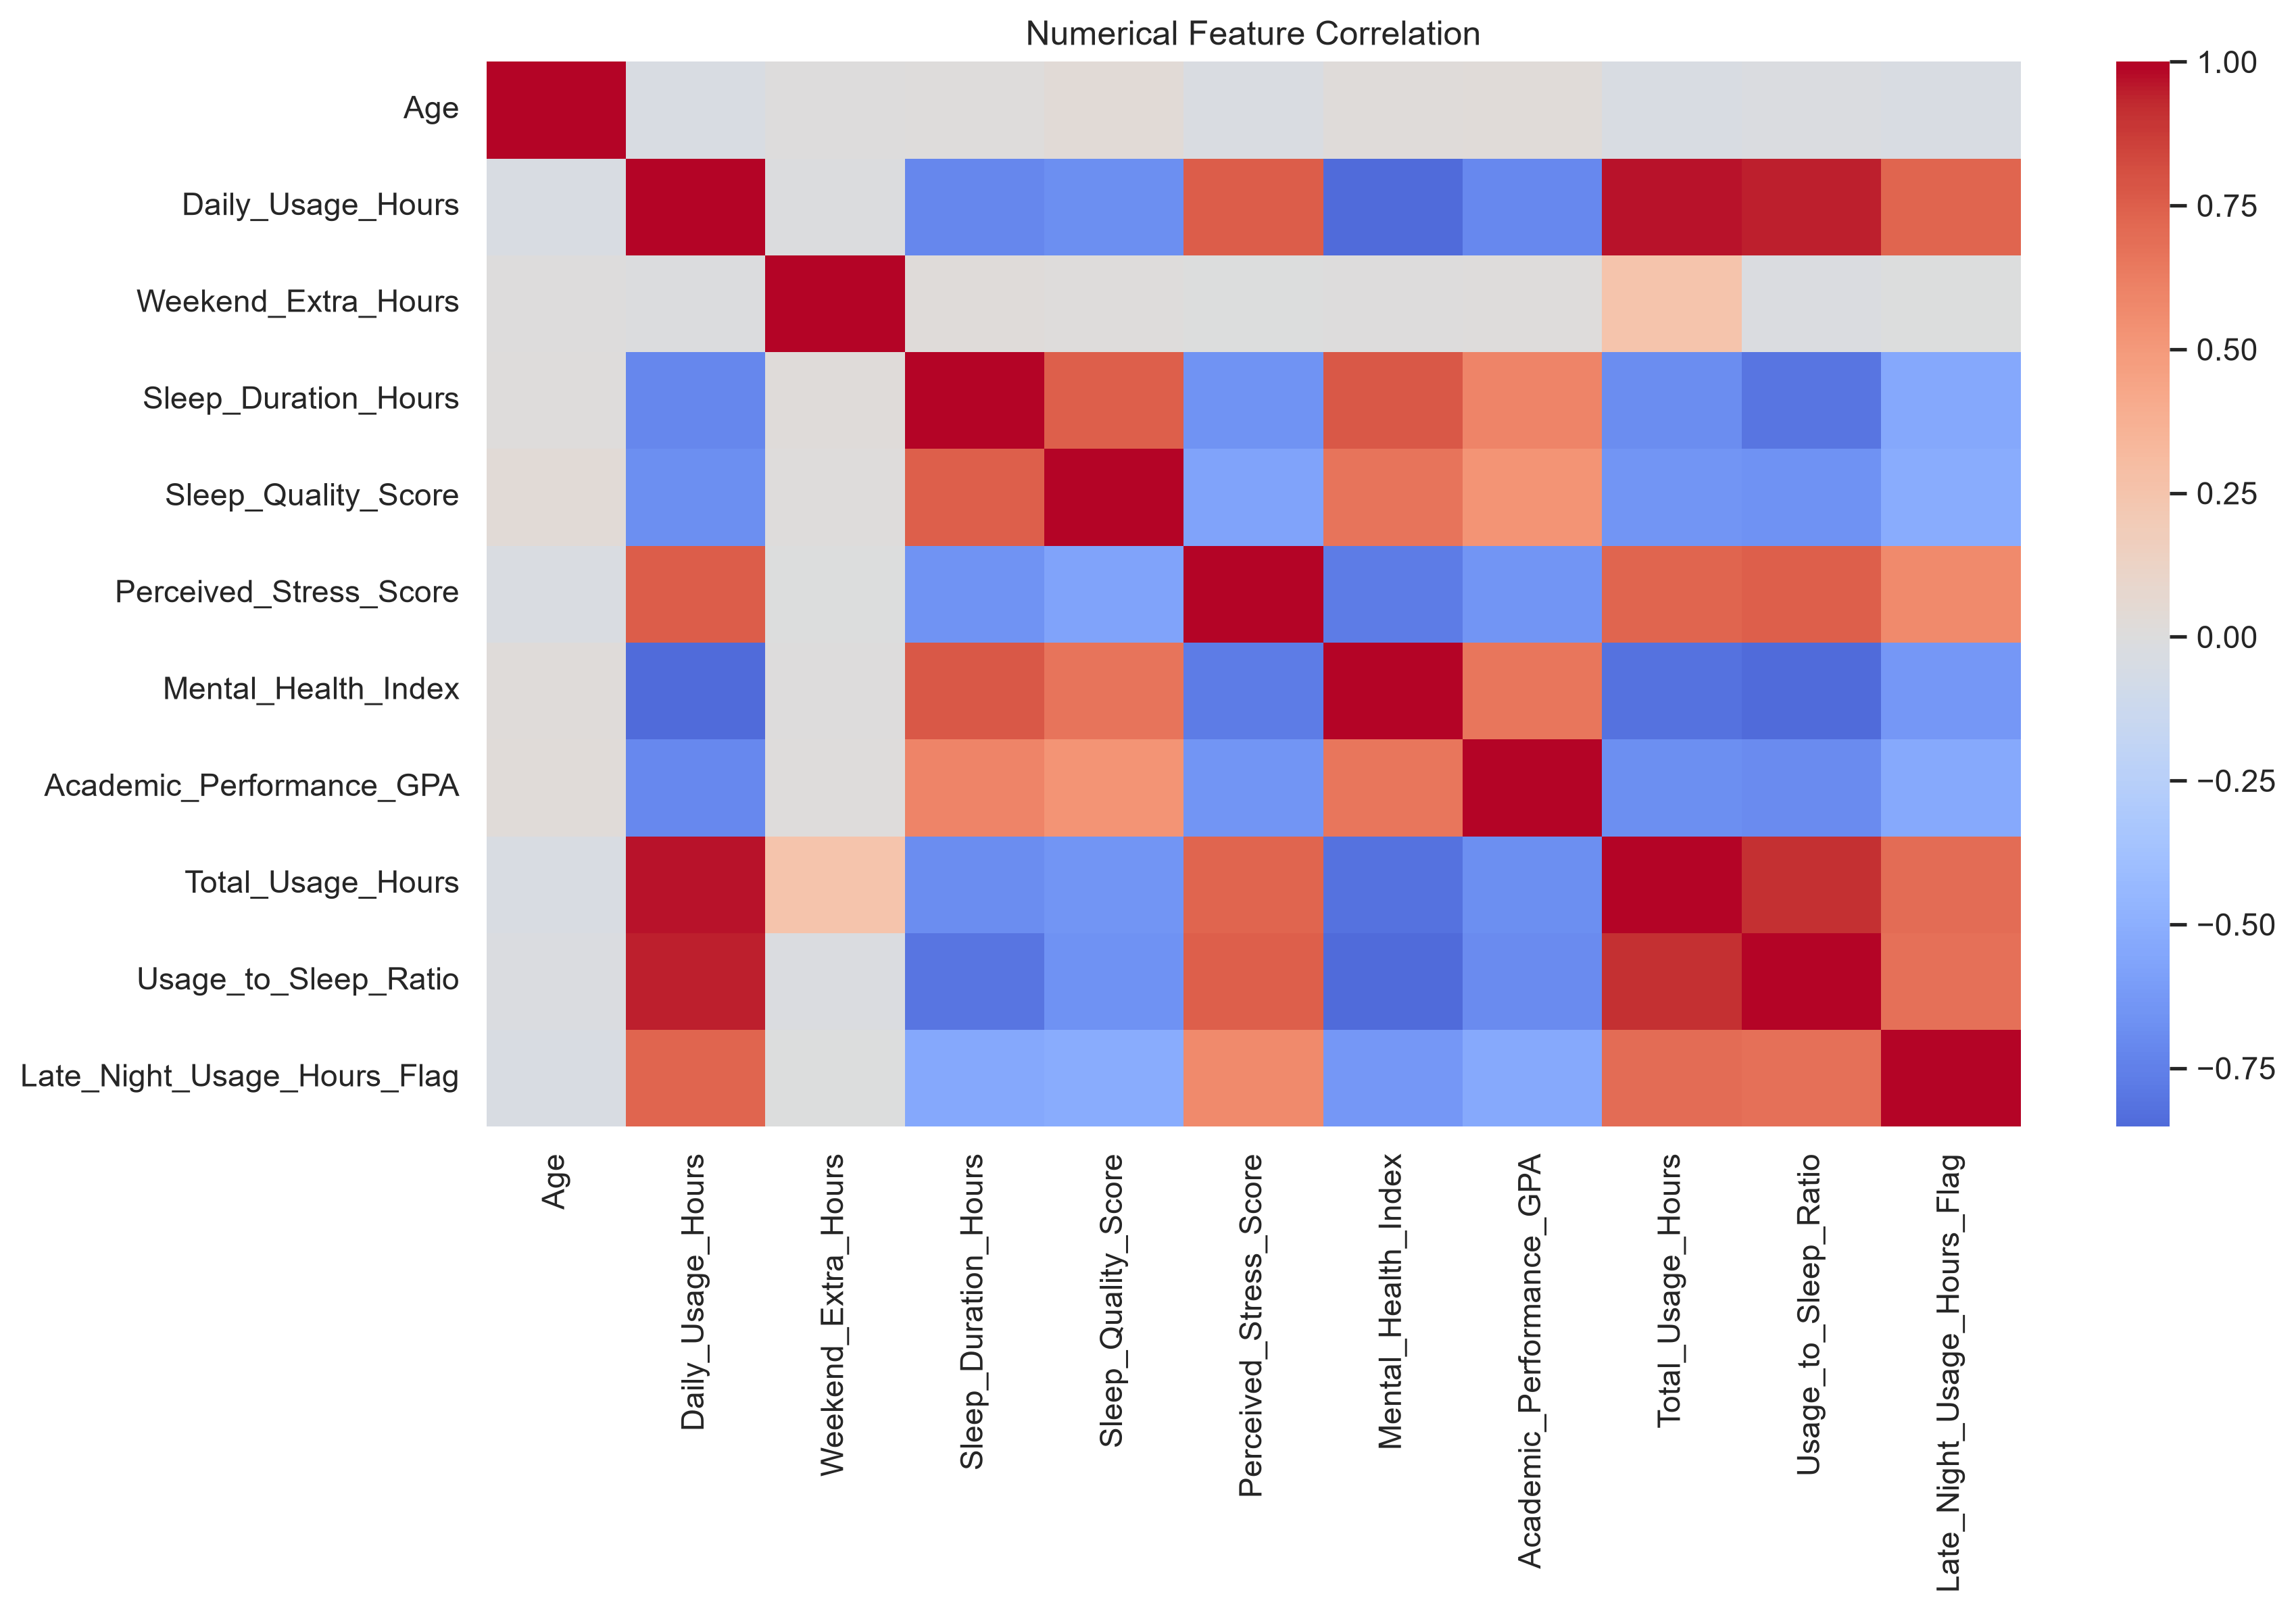 Numerical Feature Correlation
Age
Daily_Usage_Hours
Weekend_Extra_Hours
Sleep_Duration_Hours
Sleep_Quality_Score
Perceived_Stress_Score
Mental_Health_Index
Academic_Performance_GPA
Total_Usage_Hours
Usage_to_Sleep_Ratio
Late_Night_Usage_Hours_Flag
Age
Daily_Usage_Hours
Weekend_Extra_Hours
Sleep_Duration_Hours
Sleep_Quality_Score
Perceived_Stress_Score
Mental_Health_Index
Academic_Performance_GPA
Total_Usage_Hours
Usage_to_Sleep_Ratio
Late_Night_Usage_Hours_Flag
1.00
0.75
0.50
0.25
0.00
−0.25
−0.50
−0.75